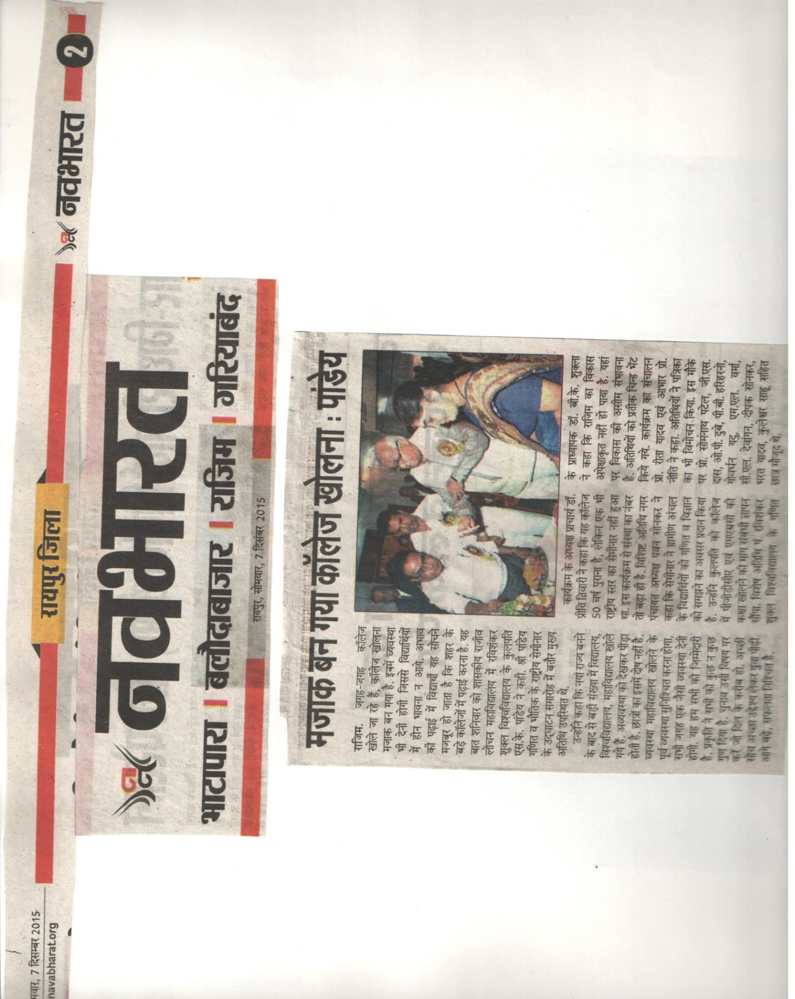 मवार, 7 दिसम्बर 2015
navabharat.org
रायपुर जिला
नवभारत
2
नवभारत
भाटापारा | बलौदाबाजार | राजिम | गरियाबंद
रायपुर, सोमवार, 7 दिसंबर 2015
मजाक बन गया कॉलेज खोलना : पांडेय
राजिम. जगह-जगह कॉलेज
खोले जा रहे हैं, कॉलेज खोलना
मजाक बन गया है. इनमें व्यवस्था
भी देनी होगी जिससे विद्यार्थियों
में हीन भावना न आये. अभाव
की पढ़ाई में विद्यार्थी यह सोचने
मजबूर हो जाता है कि शहर के
बड़े कॉलेजों में पढ़ाई करना है. यह
बात शनिवार को शासकीय राजीव
लोचन महाविद्यालय में रविशंकर
शुक्ल विश्वविद्यालय के कुलपति
एस.के. पांडेय ने कही. श्री पांडेय
गणित व भौतिक के राष्ट्रीय सेमीनार
के उद्घाटन समारोह में बतौर मुख्य
अतिथि उपस्थित थे.
उन्होंने कहा कि नया राज्य बनने
के बाद से बड़ी संख्या में विद्यालय,
विश्वविद्यालय, महाविद्यालय खोले
गये हैं. अव्यवस्था को देखकर पीड़ा
होती है. छात्रों का इसमें दोष नहीं है.
व्यवस्था महाविद्यालय खोलने के
पूर्व व्यवस्था सुनिश्चित करना होगा,
सभी जगह एक जैसी व्यवस्था देनी
होगी. यह हम सभी की जिम्मेदारी
है. प्रकृति ने सभी को कुछ न कुछ
गुण दिया है. चुनाव उसी विषय पर
करें जो दिल के करीब हो. अच्छी
सोच अच्छा उद्देश्य लेकर युवा पीढ़ी
आगे बढ़े, सफलता निश्चित है.
कार्यक्रम के अध्यक्ष प्राचार्य डॉ.
प्रीति तिवारी ने कहा कि यह कॉलेज
50 वर्ष पुराना है, लेकिन एक भी
राष्ट्रीय स्तर का सेमीनार नहीं हुआ
था. इस कार्यक्रम से संस्था का नंबर
तो बढ़ा ही है. विशिष्ट अतिथि नगर
पंचायत अध्यक्ष पवन सोनकर ने
कहा कि सेमीनार ने ग्रामीण अंचल
के विद्यार्थियों को गणित व विज्ञान
को समझने का अवसर प्रदान किया
है. उन्होंने कुलपति को कॉलेज
में पीजीडीसीए एवं एमएससी की
कक्षा खोलने की मांग संबंधी ज्ञापन
सौंपा. विशेष अतिथि पं रविशंकर
शुक्ल विश्वविद्यालय के गणित
के प्राध्यापक डॉ. बी.के. शुक्ला
ने कहा कि राजिम का विकास
अपेक्षाकृत नहीं हो पाया है. यहां
पर विकास की असीम संभावना
है. अतिथियों को प्रतीक चिन्ह भेंट
किये गये. कार्यक्रम का संचालन
प्रो. रीता यादव एवं आभार प्रो.
नीति ने कहा. अतिथियों ने पत्रिका
का भी विमोचन किया. इस मौके
पर प्रो. सोमनाथ पटेल, जी.एस.
दास, ओ.पी. दुबे, पी.बी. हरिहरनो,
गोवर्धन यदु, एम.एल. वर्मा,
सी.एल. देवांगन, दीपक सोनकर,
भरत यादव, कुलेश्वर साहू सहित
छात्र मौजूद थे.